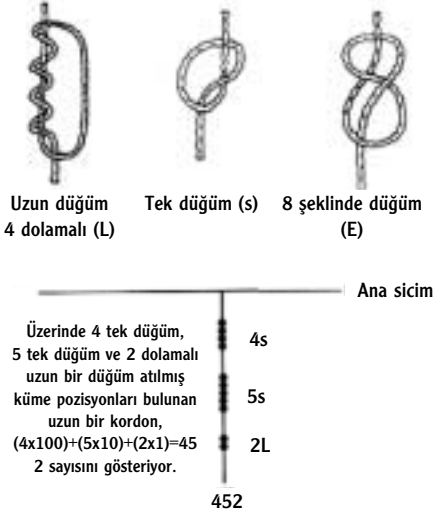 Uzun düğüm
4 dolamalı (L)
Tek düğüm (s)
8 şeklinde düğüm
(E)
Ana sicim
Üzerinde 4 tek düğüm,
5 tek düğüm ve 2 dolamalı
uzun bir düğüm atılmış
küme pozisyonları bulunan
uzun bir kordon,
(4x100)+(5x10)+(2x1)=45
2 sayısını gösteriyor.
4s
5s
2L
452